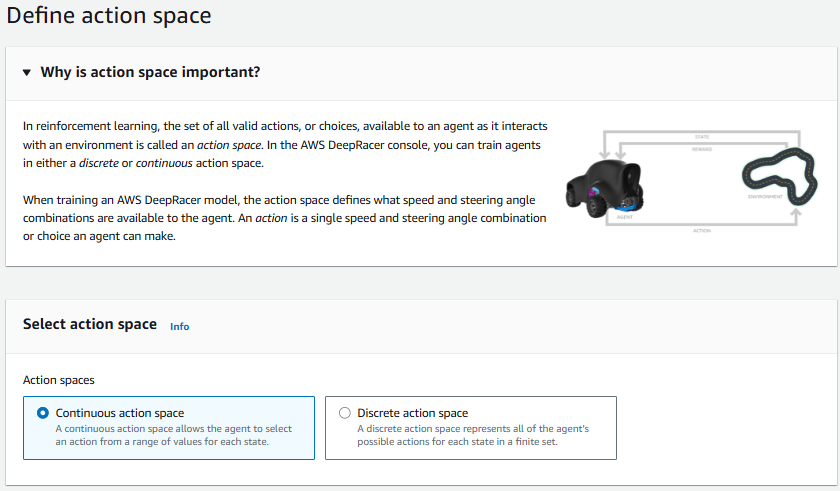 Define action space
Why is action space important?
In reinforcement learning, the set of all valid actions, or choices, available to an agent as it interacts
with an environment is called an action space. In the AWS DeepRacer console, you can train agents
in either a discrete or continuous action space.
When training an AWS DeepRacer model, the action space defines what speed and steering angle
combinations are available to the agent. An action is a single speed and steering angle combination
or choice an agent can make.
STATE
REWARD
ENVIRONMENT
AGENT
ACTION
Select action space Info
Action spaces
Continuous action space
A continuous action space allows the agent to select
an action from a range of values for each state.
Discrete action space
A discrete action space represents all of the agent's
possible actions for each state in a finite set.